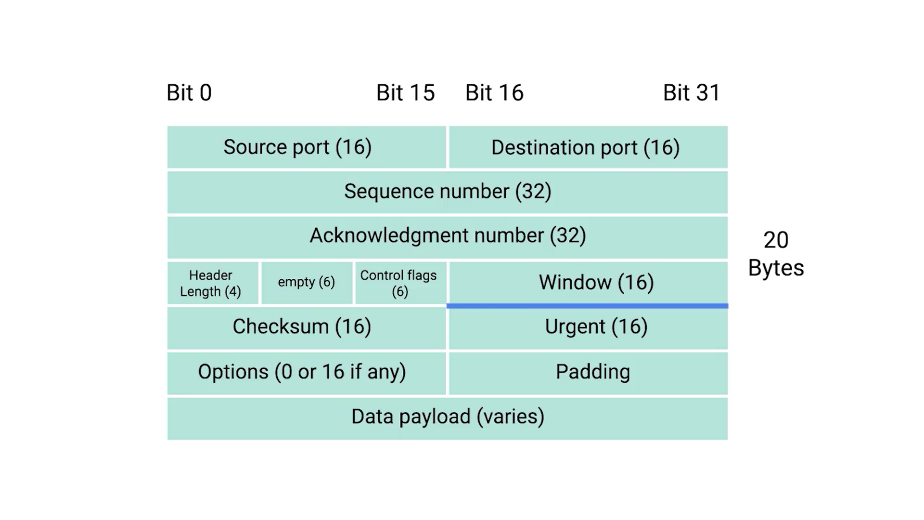 Bit 0
Bit 15
Bit 16
Bit 31
Source port (16)
Destination port (16)
Sequence number (32)
Acknowledgment number (32)
20
Bytes
Header
Length (4)
empty (6)
Control flags
(6)
Window (16)
Checksum (16)
Urgent (16)
Options (0 or 16 if any)
Padding
Data payload (varies)